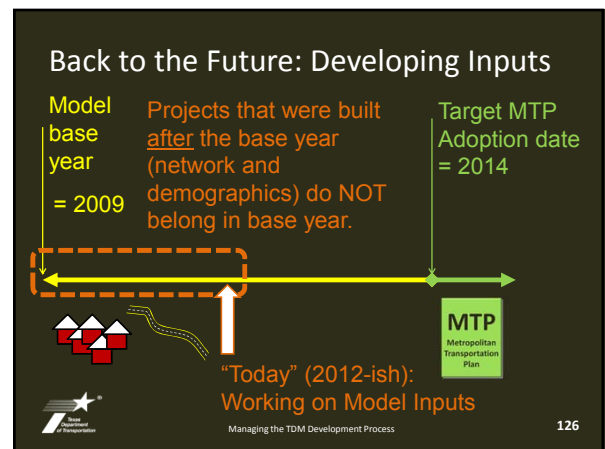 Back to the Future: Developing Inputs
Model
base
year
= 2009
Projects that were built
after the base year
(network and
demographics) do NOT
belong in base year.
Target MTP
Adoption date
= 2014
MTP
Metropolitan
Transportation
Plan
"Today" (2012-ish):
Working on Model Inputs
Texas
Department
of Transportation
Managing the TDM Development Process
126